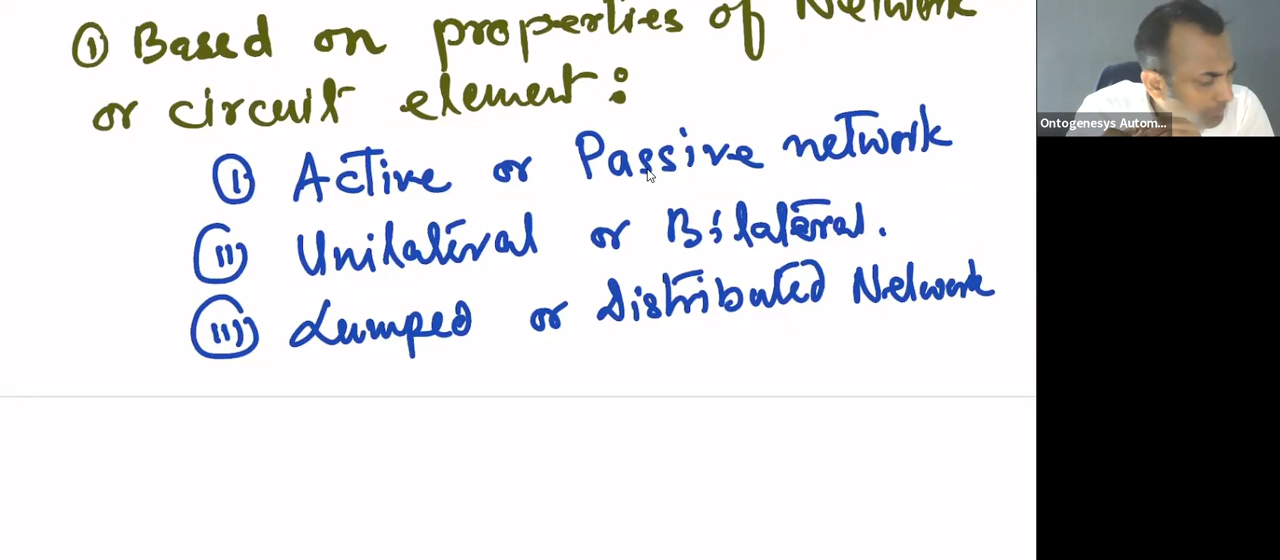 ① Based on properties of Network
or circuit element:
Ⓘ Active or Passive network
ⓘⓘ Unilateral or Bilateral.
ⓘⓘⓘ Lumped or Distributed Network
Ontogenesys Autom...